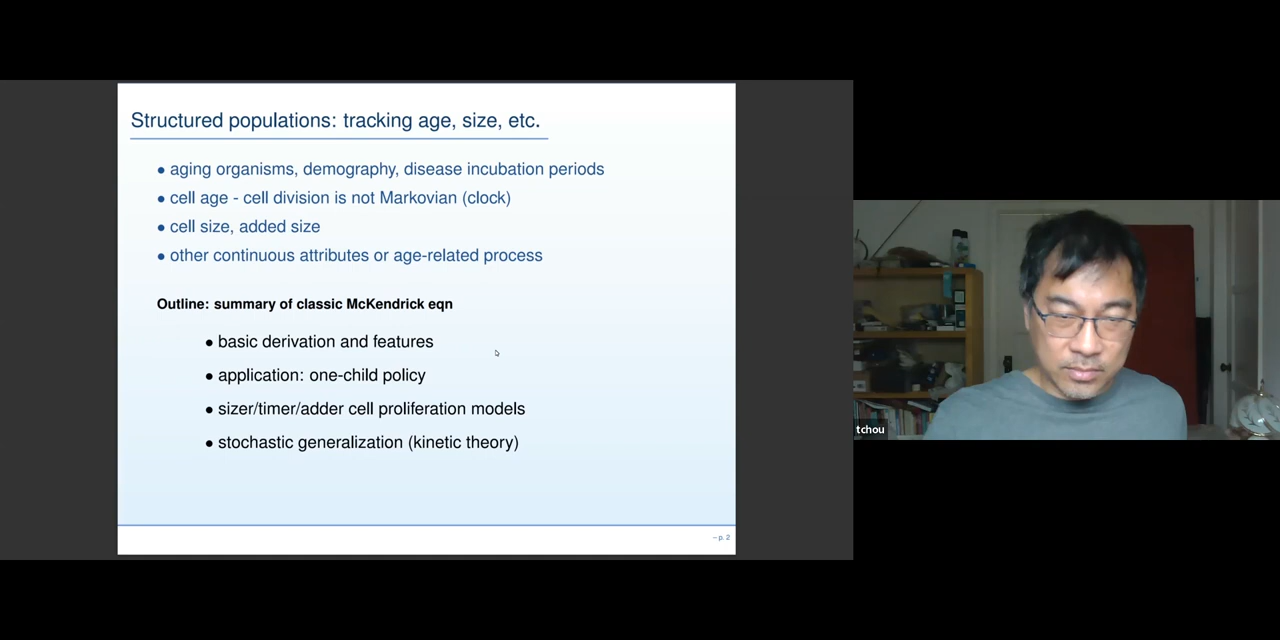 Structured populations: tracking age, size, etc.
• aging organisms, demography, disease incubation periods
• cell age - cell division is not Markovian (clock)
• cell size, added size
• other continuous attributes or age-related process
Outline: summary of classic McKendrick eqn
• basic derivation and features
• application: one-child policy
• sizer/timer/adder cell proliferation models
• stochastic generalization (kinetic theory)
– p. 2
tchou